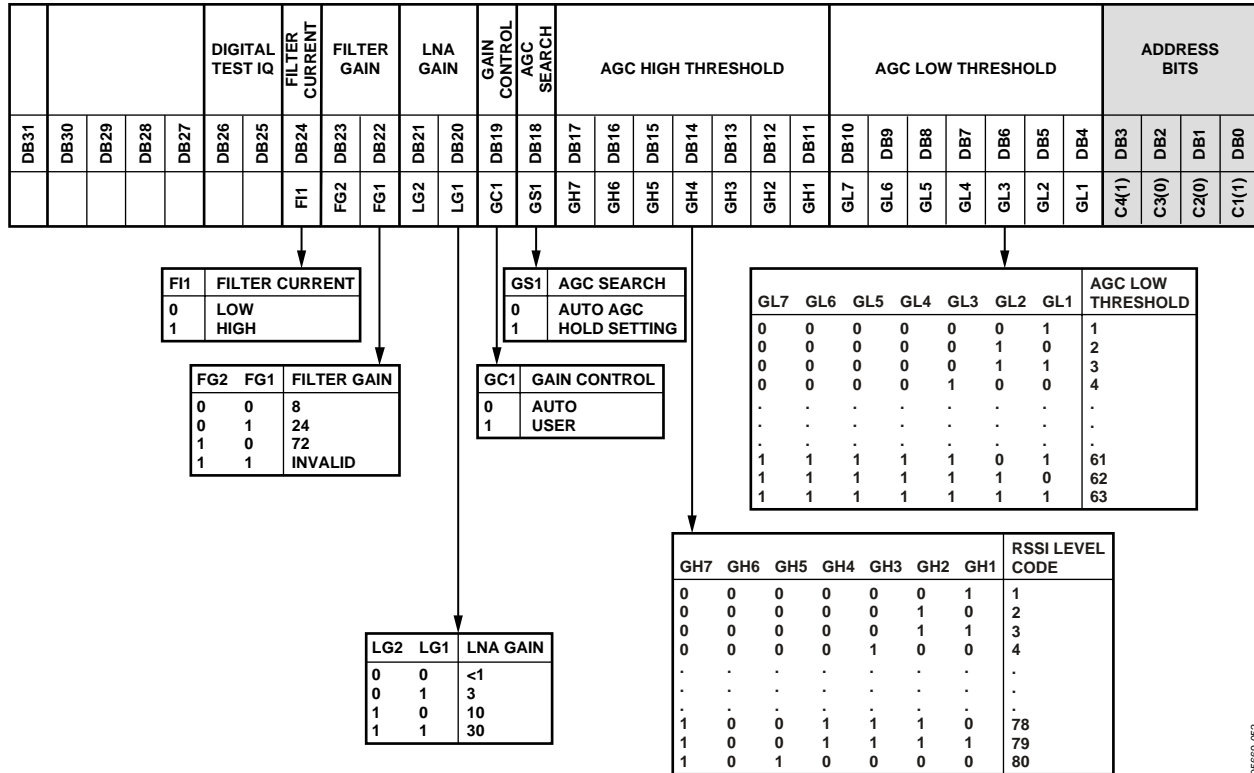 DIGITAL TEST IQ
FILTER CURRENT
FILTER GAIN
LNA GAIN
GAIN CONTROL
AGC SEARCH
AGC HIGH THRESHOLD
AGC LOW THRESHOLD
ADDRESS BITS
DB31 DB30 DB29 DB28 DB27 DB26 DB25 DB24 DB23 DB22 DB21 DB20 DB19 DB18 DB17 DB16 DB15 DB14 DB13 DB12 DB11 DB10 DB9 DB8 DB7 DB6 DB5 DB4 DB3 DB2 DB1 DB0
FI1 FG2 FG1 LG2 LG1 GC1 GS1 GH7 GH6 GH5 GH4 GH3 GH2 GH1 GL7 GL6 GL5 GL4 GL3 GL2 GL1 C4(1) C3(0) C2(0) C1(1)
FI1 FILTER CURRENT
0 LOW
1 HIGH
GS1 AGC SEARCH
0 AUTO AGC
1 HOLD SETTING
FG2 FG1 FILTER GAIN
0 0 8
0 1 24
1 0 72
1 1 INVALID
GC1 GAIN CONTROL
0 AUTO
1 USER
GL7 GL6 GL5 GL4 GL3 GL2 GL1 AGC LOW THRESHOLD
0 0 0 0 0 0 1 1
0 0 0 0 0 1 0 2
0 0 0 0 0 1 1 3
0 0 0 0 1 0 0 4
. . . . . . . .
. . . . . . . .
. . . . . . . .
1 1 1 1 1 0 1 61
1 1 1 1 1 1 0 62
1 1 1 1 1 1 1 63
LG2 LG1 LNA GAIN
0 0 <1
0 1 3
1 0 10
1 1 30
GH7 GH6 GH5 GH4 GH3 GH2 GH1 RSSI LEVEL CODE
0 0 0 0 0 0 1 1
0 0 0 0 0 1 0 2
0 0 0 0 0 1 1 3
0 0 0 0 1 0 0 4
. . . . . . . .
. . . . . . . .
. . . . . . . .
1 0 0 1 1 1 0 78
1 0 0 1 1 1 1 79
1 0 1 0 0 0 0 80